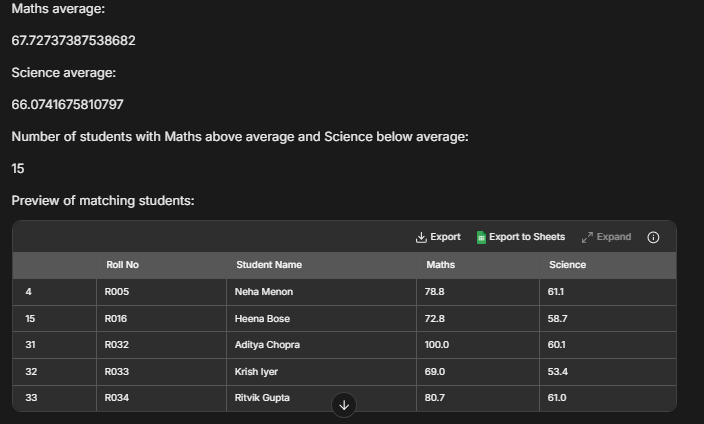 Maths average:
67.72737387538682
Science average:
66.0741675810797
Number of students with Maths above average and Science below average:
15
Preview of matching students:
Export Export to Sheets Expand
Roll No Student Name Maths Science
4 R005 Neha Menon 78.8 61.1
15 R016 Heena Bose 72.8 58.7
31 R032 Aditya Chopra 100.0 60.1
32 R033 Krish Iyer 69.0 53.4
33 R034 Ritvik Gupta 80.7 61.0